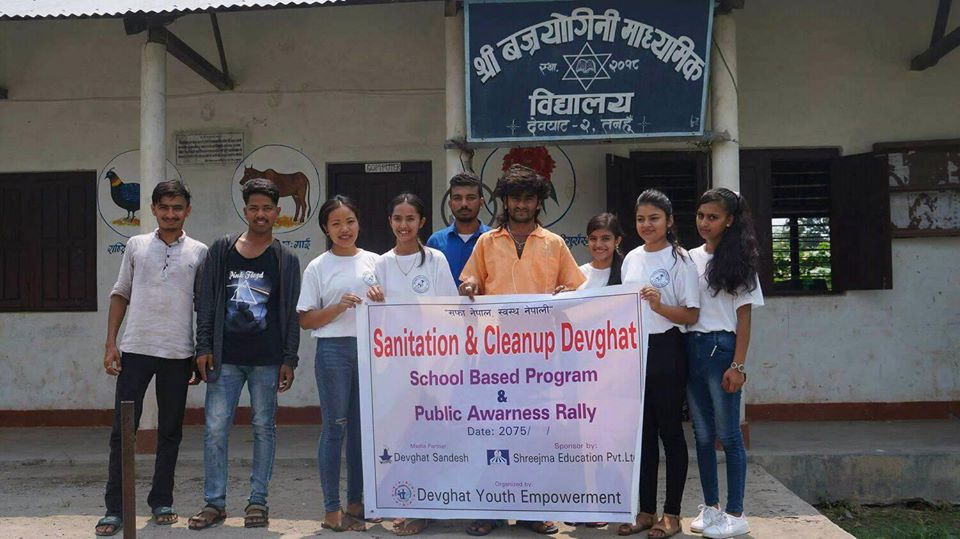 श्री बज्रयोगिनी माध्यमिक
स्था. २०१८
विद्यालय
देवघाट - २, तनहूँ
Pink Floyd
"सफा नेपाल, स्वस्थ नेपाली"
Sanitation & Cleanup Devghat
School Based Program
&
Public Awarness Rally
Date: 2075/ /
Media Partner
Devghat Sandesh
Sponsor by:
Shreejma Education Pvt.Lt
Organized by:
Devghat Youth Empowerment